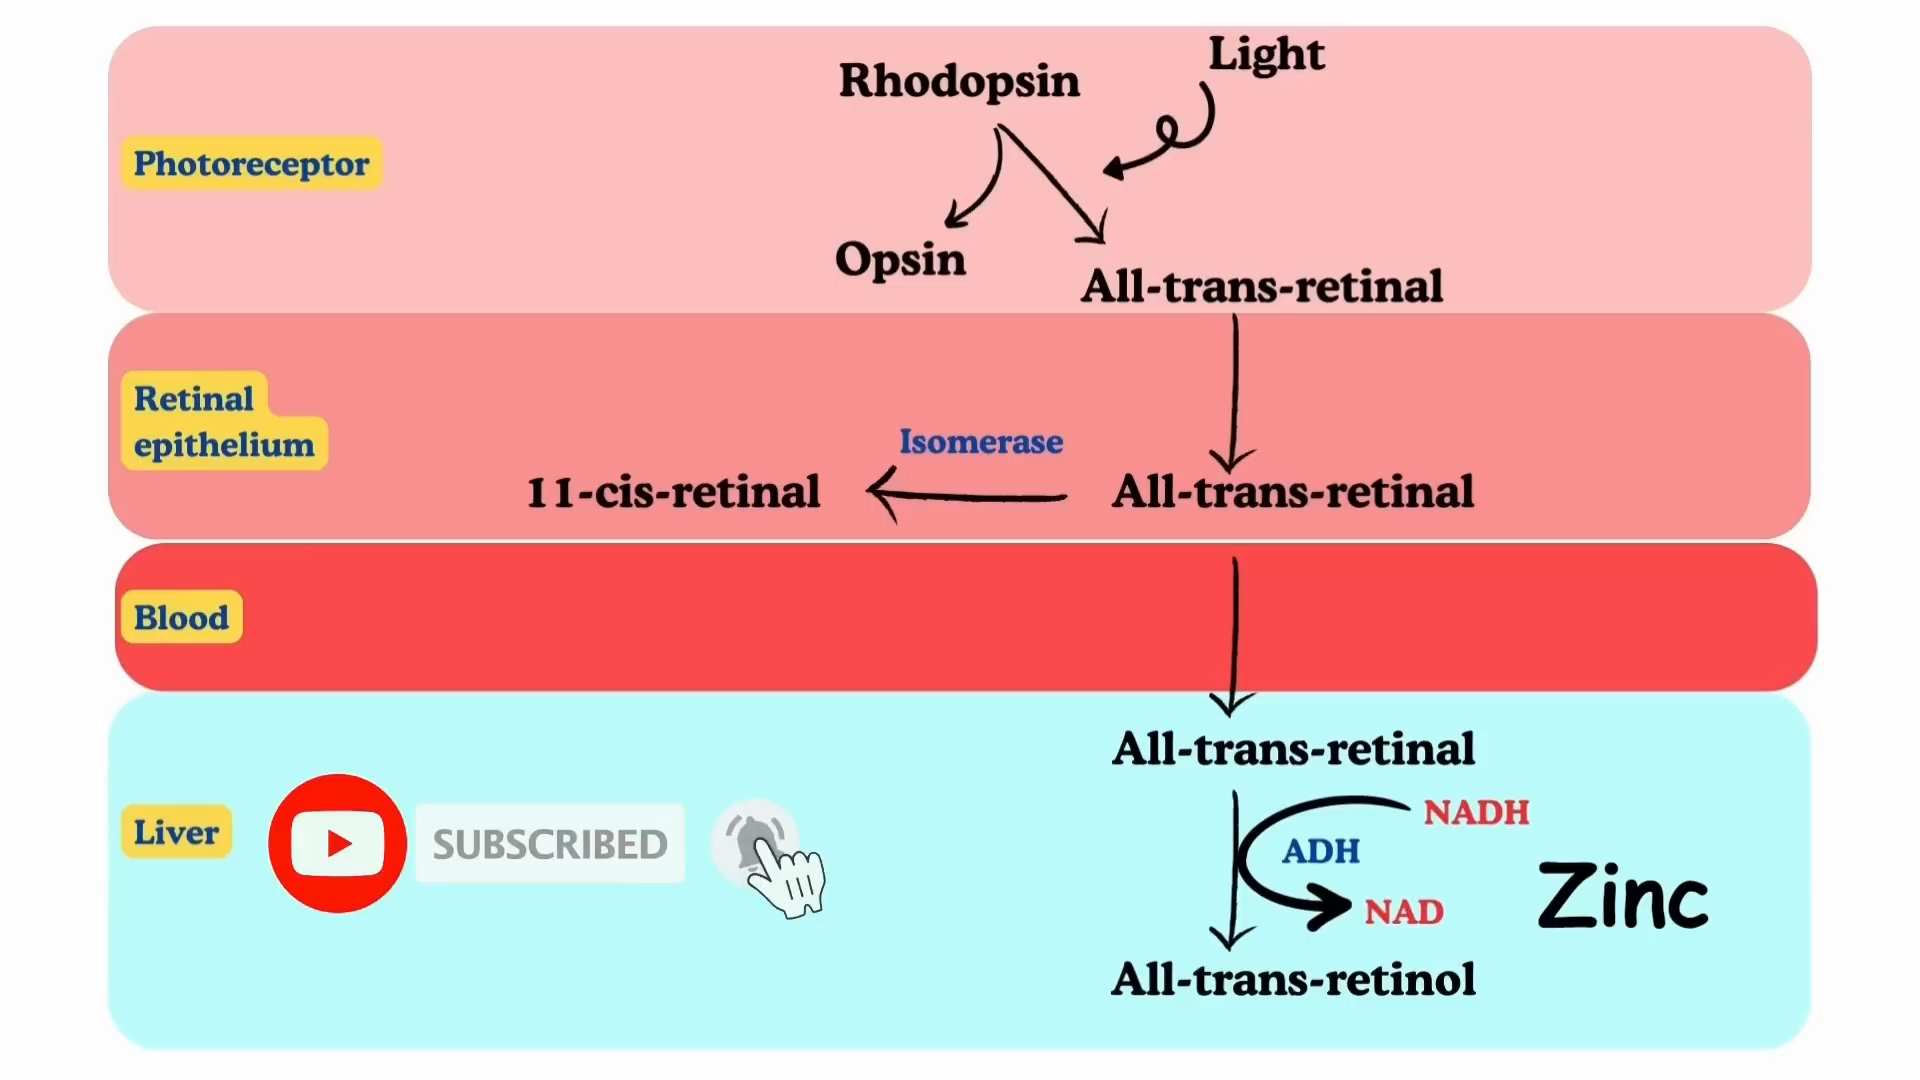 Light
Rhodopsin
Photoreceptor
Opsin
All-trans-retinal
Retinal
epithelium
Isomerase
11-cis-retinal
All-trans-retinal
Blood
All-trans-retinal
Liver
SUBSCRIBED
NADH
ADH
Zinc
NAD
All-trans-retinol